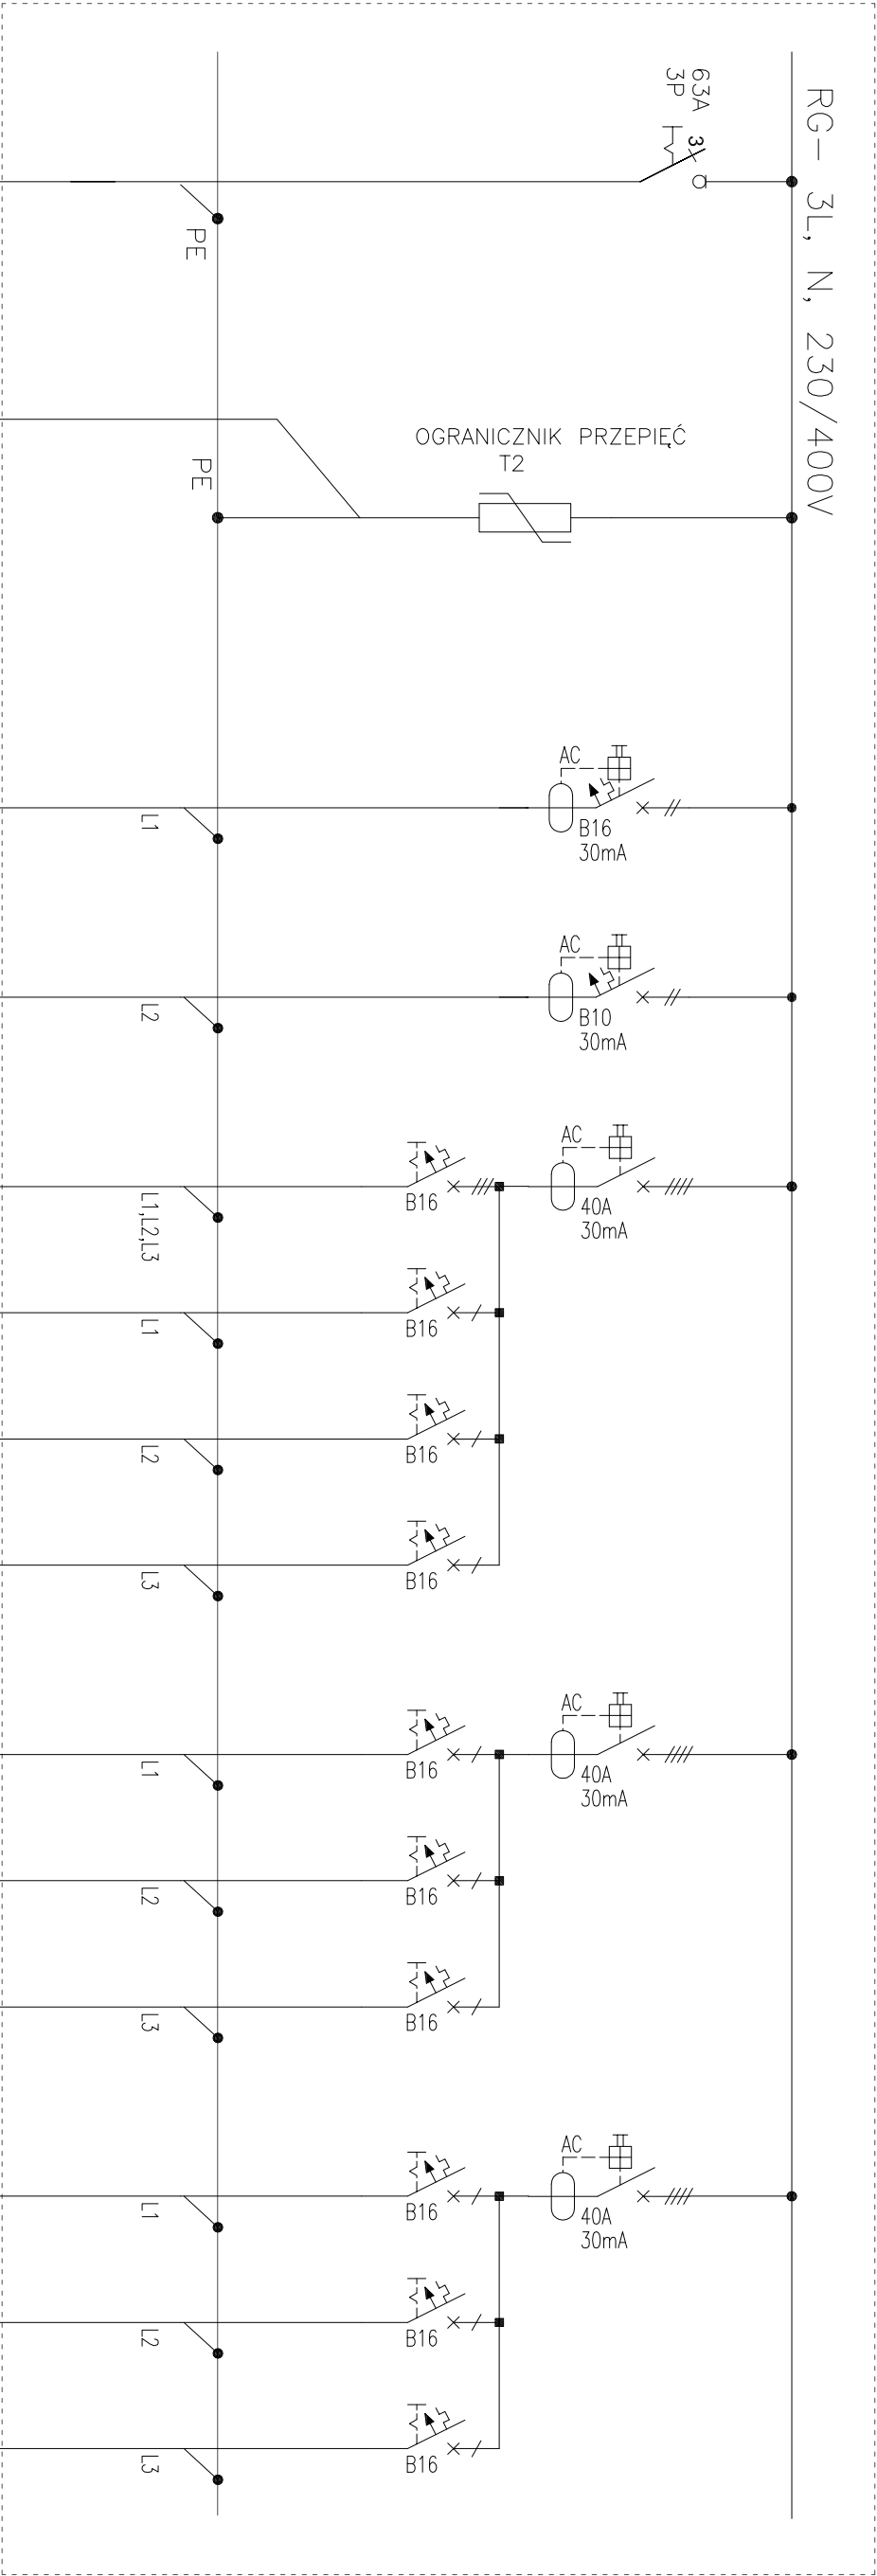 RG- 3L, N, 230/400V
63A
3P
3
PE
OGRANICZNIK PRZEPIĘĆ
T2
PE
AC
B16
30mA
L1
AC
B10
30mA
L2
AC
40A
30mA
B16
L1,L2,L3
B16
L1
B16
L2
B16
L3
AC
40A
30mA
B16
L1
B16
L2
B16
L3
AC
40A
30mA
B16
L1
B16
L2
B16
L3